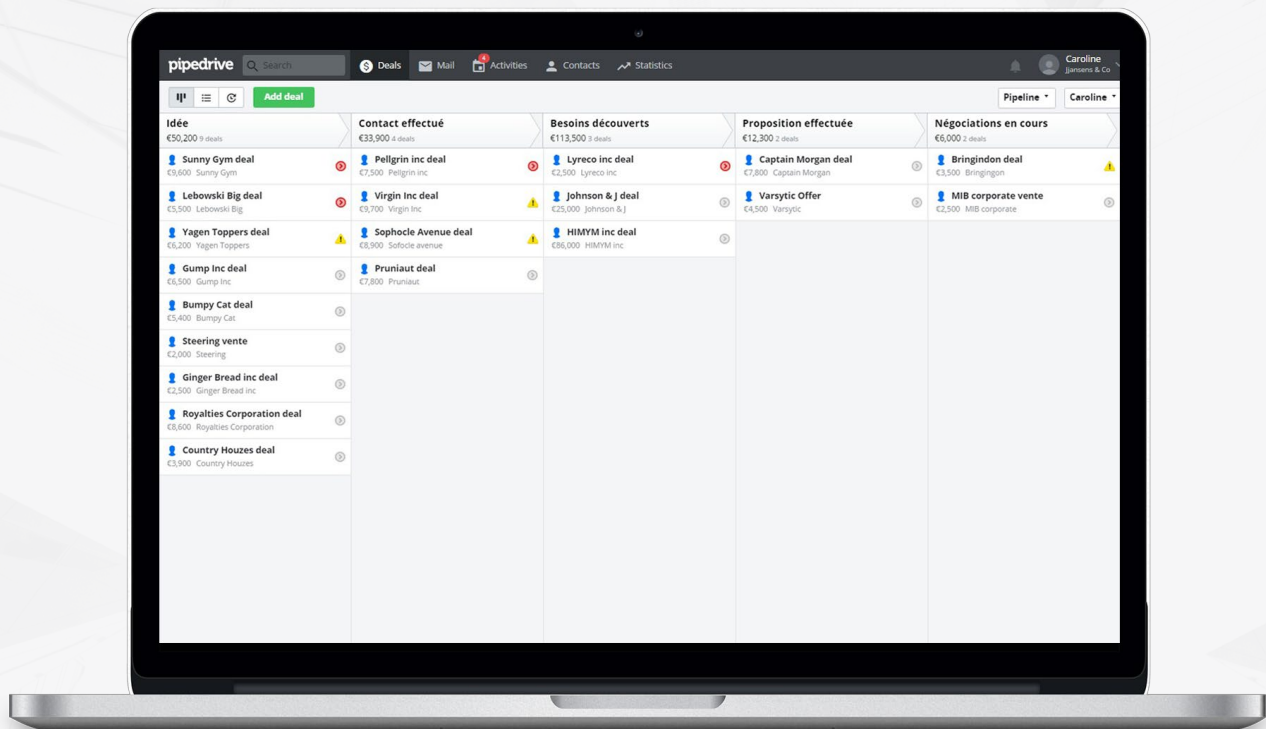 pipedrive
Search
Deals
Mail
4
Activities
Contacts
Statistics
Caroline
Jjansens & Co
Add deal
Pipeline
Caroline
Idée
€50,200 9 deals
Sunny Gym deal
€9,600 Sunny Gym
Lebowski Big deal
€5,500 Lebowski Big
Yagen Toppers deal
€6,200 Yagen Toppers
Gump Inc deal
€6,500 Gump Inc
Bumpy Cat deal
€5,400 Bumpy Cat
Steering vente
€2,000 Steering
Ginger Bread inc deal
€2,500 Ginger Bread inc
Royalties Corporation deal
€8,600 Royalties Corporation
Country Houzes deal
€3,900 Country Houzes
Contact effectué
€33,900 4 deals
Pellgrin inc deal
€7,500 Pellgrin inc
Virgin Inc deal
€9,700 Virgin Inc
Sophocle Avenue deal
€8,900 Sofocle avenue
Pruniaut deal
€7,800 Pruniaut
Besoins découverts
€113,500 3 deals
Lyreco inc deal
€2,500 Lyreco inc
Johnson & J deal
€25,000 Johnson & J
HIMYM inc deal
€86,000 HIMYM inc
Proposition effectuée
€12,300 2 deals
Captain Morgan deal
€7,800 Captain Morgan
Varsytic Offer
€4,500 Varsytic
Négociations en cours
€6,000 2 deals
Bringindon deal
€3,500 Bringingon
MIB corporate vente
€2,500 MIB corporate